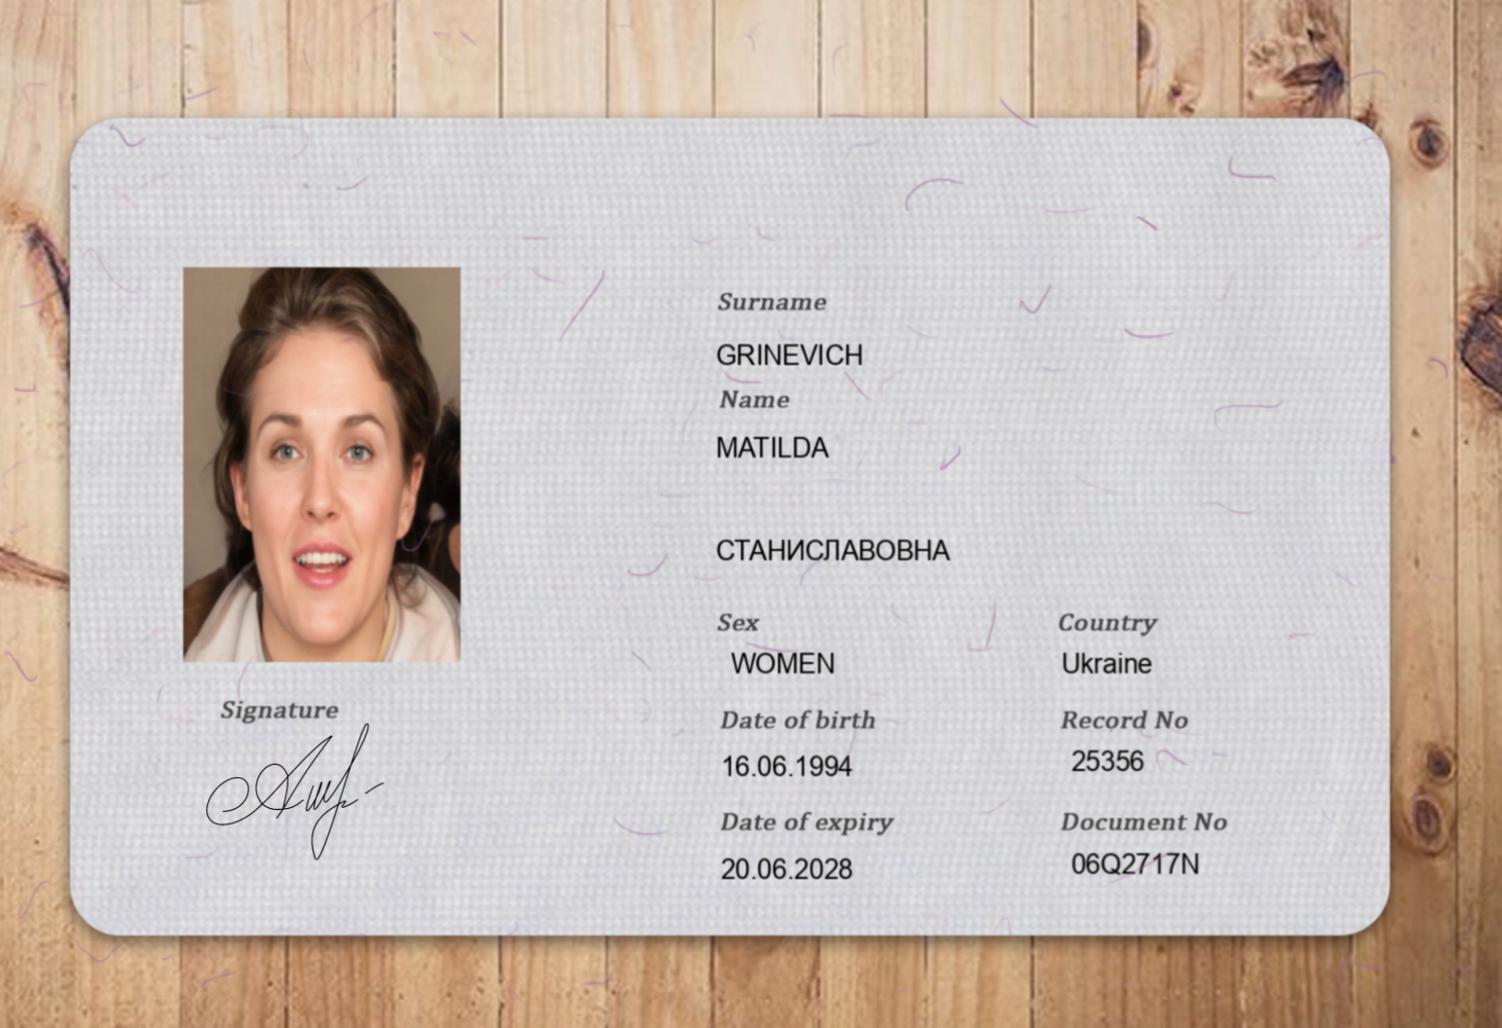 Surname
GRINEVICH
Name
MATILDA
СТАНИСЛАВОВНА
Sex
Country
WOMEN
Ukraine
Signature
Date of birth
Record No
16.06.1994
25356
Date of expiry
Document No
20.06.2028
06Q2717N